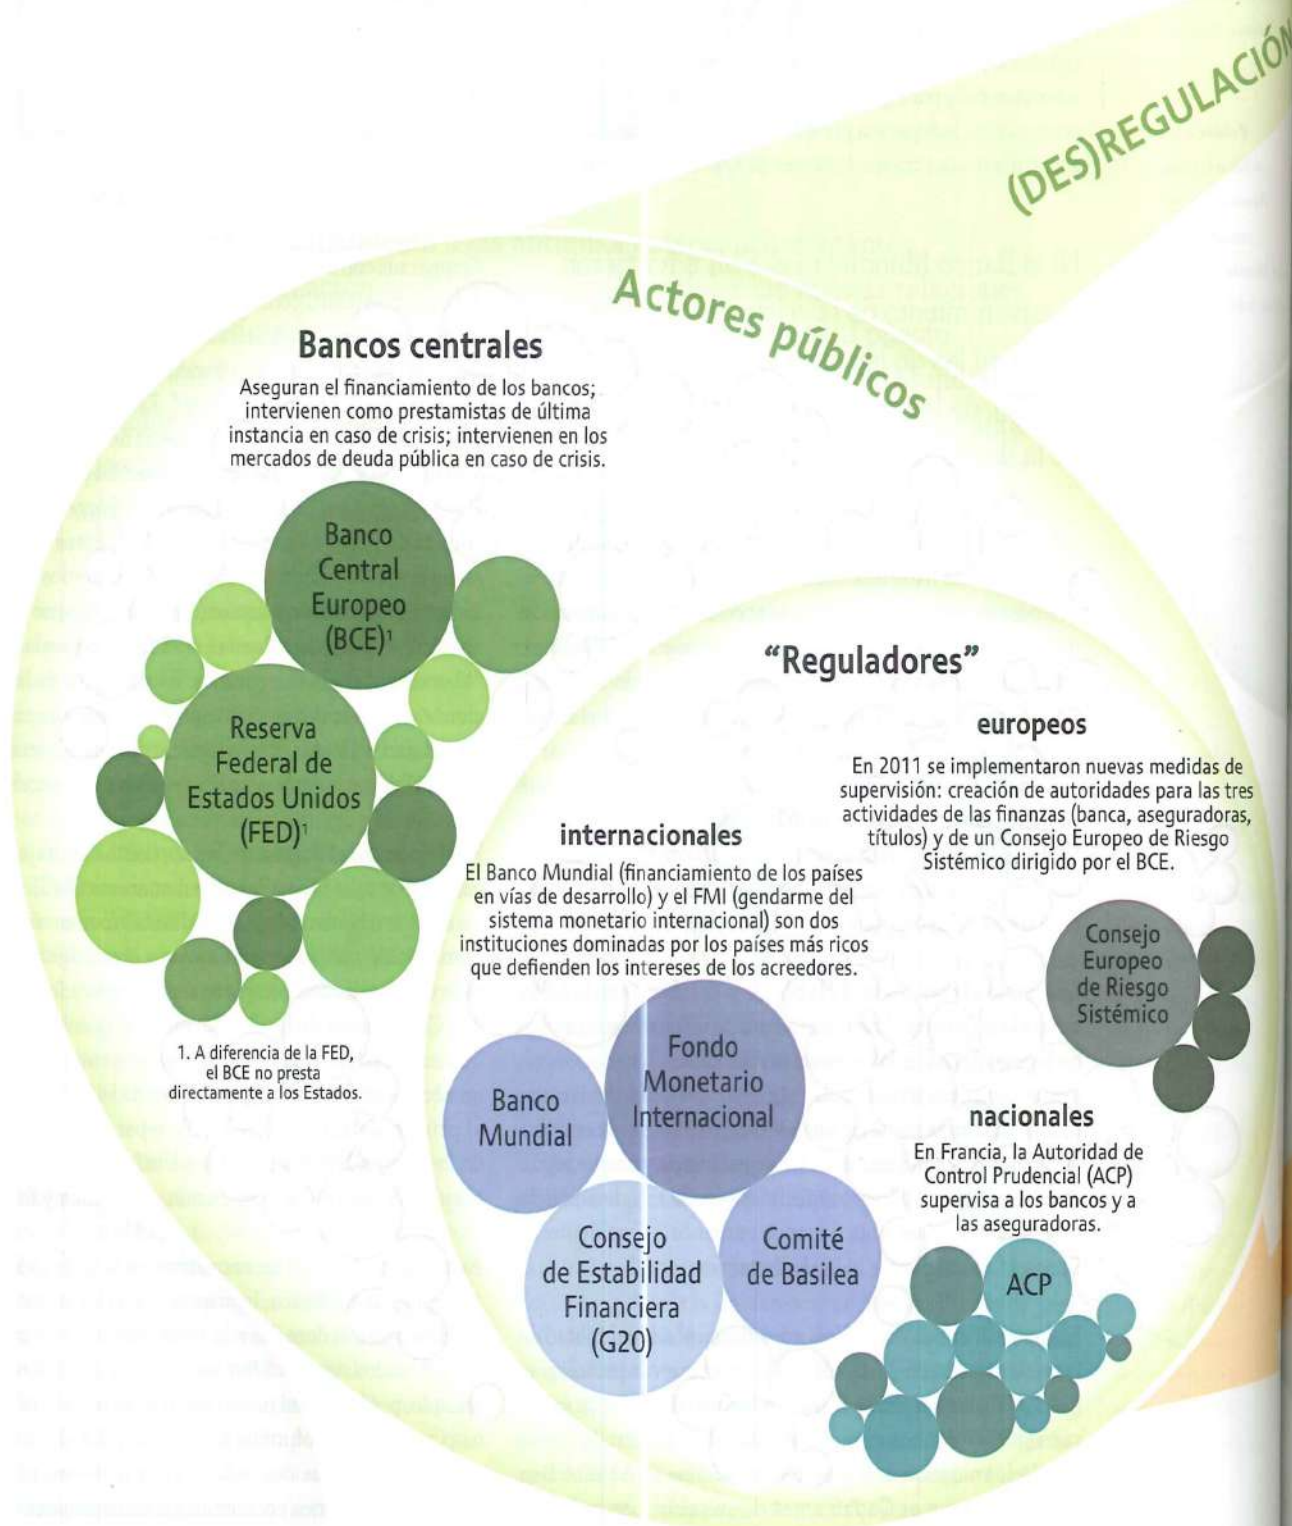 (DES)REGULACIÓN
Actores públicos
Bancos centrales
Aseguran el financiamiento de los bancos;
intervienen como prestamistas de última
instancia en caso de crisis; intervienen en los
mercados de deuda pública en caso de crisis.
Banco
Central
Europeo
(BCE)¹
Reserva
Federal de
Estados Unidos
(FED)¹
1. A diferencia de la FED,
el BCE no presta
directamente a los Estados.
“Reguladores”
europeos
En 2011 se implementaron nuevas medidas de
supervisión: creación de autoridades para las tres
actividades de las finanzas (banca, aseguradoras,
títulos) y de un Consejo Europeo de Riesgo
Sistémico dirigido por el BCE.
Consejo
Europeo
de Riesgo
Sistémico
internacionales
El Banco Mundial (financiamiento de los países
en vías de desarrollo) y el FMI (gendarme del
sistema monetario internacional) son dos
instituciones dominadas por los países más ricos
que defienden los intereses de los acreedores.
Fondo
Monetario
Internacional
Banco
Mundial
Consejo
de Estabilidad
Financiera
(G20)
Comité
de Basilea
nacionales
En Francia, la Autoridad de
Control Prudencial (ACP)
supervisa a los bancos y a
las aseguradoras.
ACP